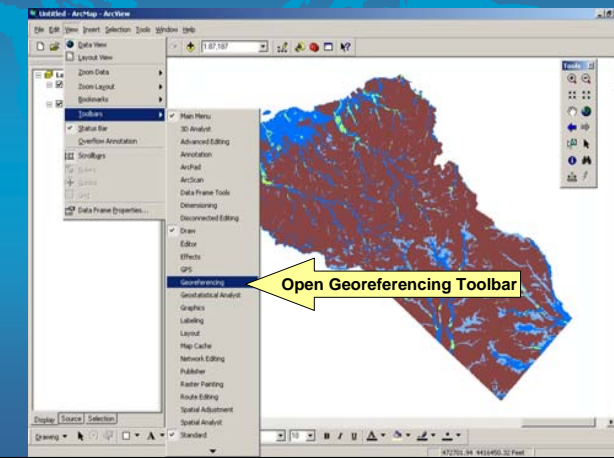 Untitled - ArcMap - ArcView
File Edit View Insert Selection Tools Window Help
1:87,187
Data View
Layout View
Zoom Data
Zoom Layout
Bookmarks
Toolbars
Status Bar
Overflow Annotation
Scrollbars
Rulers
Guides
Grid
Data Frame Properties...
La
Main Menu
3D Analyst
Advanced Editing
Annotation
ArcPad
ArcScan
Data Frame Tools
Dimensioning
Disconnected Editing
Draw
Editor
Effects
GPS
Georeferencing
Geostatistical Analyst
Graphics
Labeling
Layout
Map Cache
Network Editing
Publisher
Raster Painting
Route Editing
Spatial Adjustment
Spatial Analyst
Standard
Open Georeferencing Toolbar
Tools
Display Source Selection
Drawing
A
10
B I U A
472701.94 4416450.32 Feet